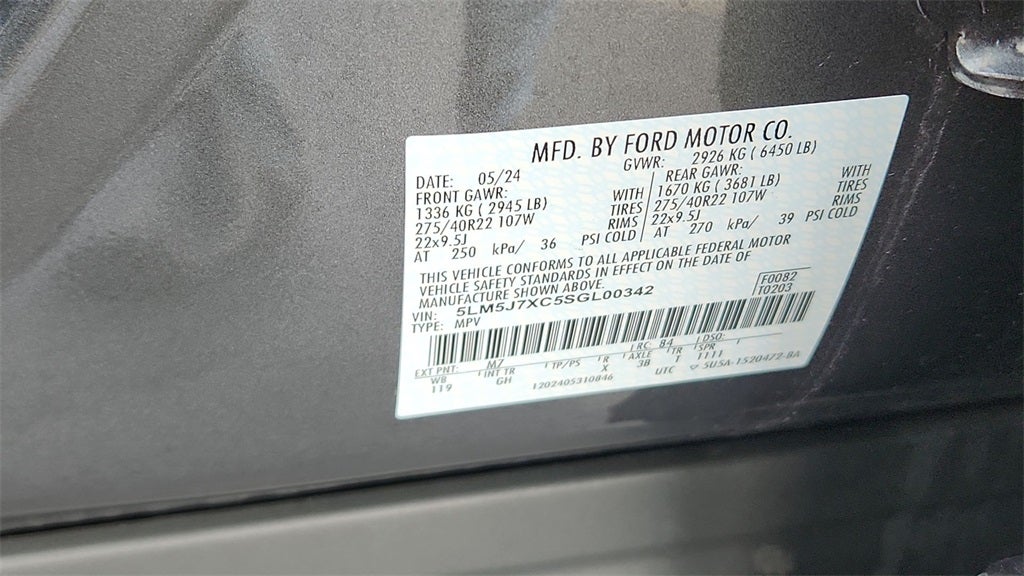 MFD. BY FORD MOTOR CO.
DATE: 05/24 GVWR: 2926 KG ( 6450 LB)
FRONT GAWR: REAR GAWR:
1336 KG ( 2945 LB) WITH 1670 KG ( 3681 LB) WITH
275/40R22 107W TIRES 275/40R22 107W TIRES
22x9.5J RIMS 22x9.5J RIMS
AT 250 kPa/ 36 PSI COLD AT 270 kPa/ 39 PSI COLD
THIS VEHICLE CONFORMS TO ALL APPLICABLE FEDERAL MOTOR
VEHICLE SAFETY STANDARDS IN EFFECT ON THE DATE OF
MANUFACTURE SHOWN ABOVE. F0082
VIN: 5LM5J7XC5SGL00342 T0203
TYPE: MPV
EXT PNT: M7 RC: 84 DSO:
WB INT TR TP/PS R AXLE TR SPR
119 GH X 3B T 1111
1202405310846 UTC 5U5A-1520472-BA